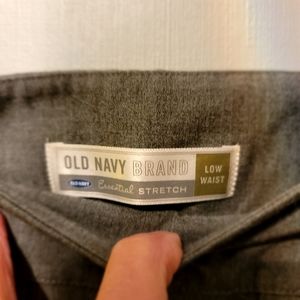 OLD NAVY BRAND
OLD NAVY Essential STRETCH
LOW
WAIST